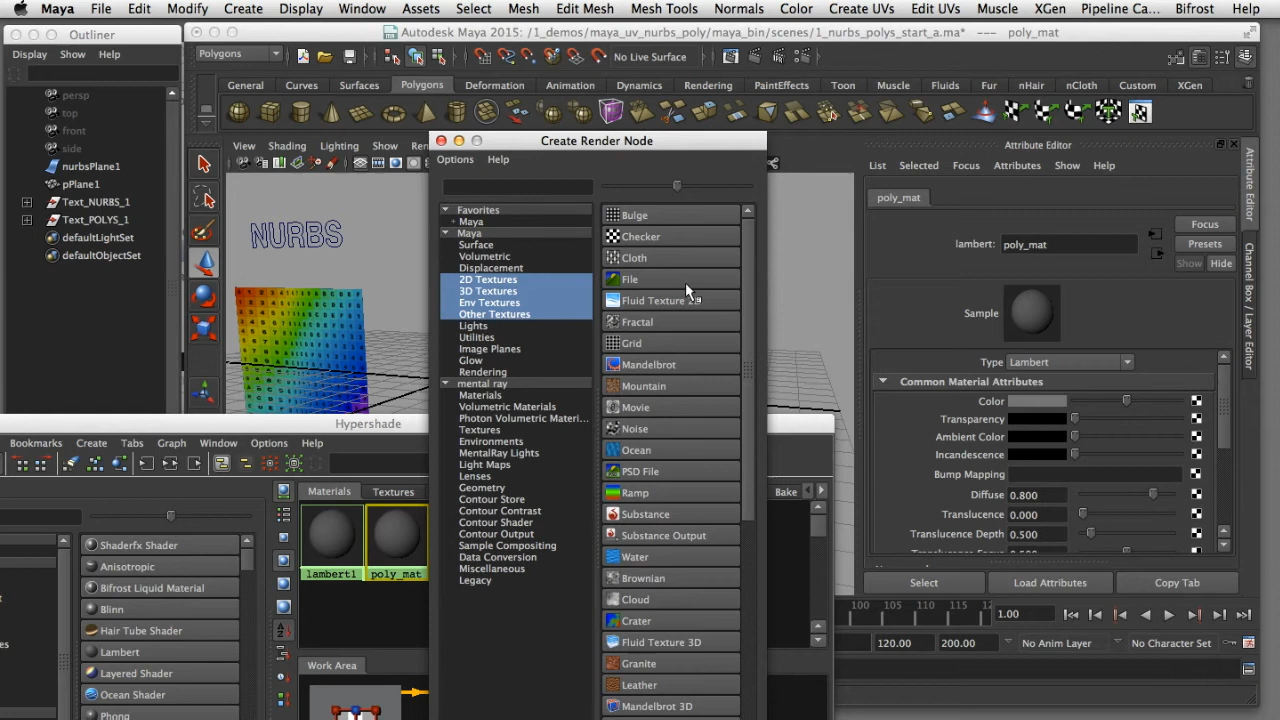 Maya File Edit Modify Create Display Window Assets Select Mesh Edit Mesh Mesh Tools Normals Color Create UVs Edit UVs Muscle XGen Pipeline Ca... Bifrost Help
Outliner
Autodesk Maya 2015: /1_demos/maya_uv_nurbs_poly/maya_bin/scenes/1_nurbs_polys_start_a.ma* --- poly_mat
Display Show Help
Polygons
No Live Surface
General Curves Surfaces Polygons Deformation Animation Dynamics Rendering PaintEffects Toon Muscle Fluids Fur nHair nCloth Custom XGen
persp
top
front
side
nurbsPlane1
pPlane1
Text_NURBS_1
Text_POLYS_1
defaultLightSet
defaultObjectSet
View Shading Lighting Show
NURBS
Create Render Node
Options Help
Favorites
Maya
Maya
Surface
Volumetric
Displacement
2D Textures
3D Textures
Env Textures
Other Textures
Lights
Utilities
Image Planes
Glow
Rendering
mental ray
Materials
Volumetric Materials
Photon Volumetric Materi...
Textures
Environments
MentalRay Lights
Light Maps
Lenses
Geometry
Contour Store
Contour Contrast
Contour Shader
Contour Output
Sample Compositing
Data Conversion
Miscellaneous
Legacy
Bulge
Checker
Cloth
File
Fluid Texture
Fractal
Grid
Mandelbrot
Mountain
Movie
Noise
Ocean
PSD File
Ramp
Substance
Substance Output
Water
Brownian
Cloud
Crater
Fluid Texture 3D
Granite
Leather
Mandelbrot 3D
Attribute Editor
List Selected Focus Attributes Show Help
poly_mat
Focus
lambert: poly_mat
Presets
Show Hide
Sample
Type Lambert
Common Material Attributes
Color
Transparency
Ambient Color
Incandescence
Bump Mapping
Diffuse 0.800
Translucence 0.000
Translucence Depth 0.500
Select Load Attributes Copy Tab
Attribute Editor
Channel Box / Layer Editor
Hypershade
Bookmarks Create Tabs Graph Window Options Help
Materials Textures
Bake
lambert1 poly_mat
Work Area
Shaderfx Shader
Anisotropic
Bifrost Liquid Material
Blinn
Hair Tube Shader
Lambert
Layered Shader
Ocean Shader
Phong
100 105 110 115 120 1.00
120.00 200.00 No Anim Layer No Character Set